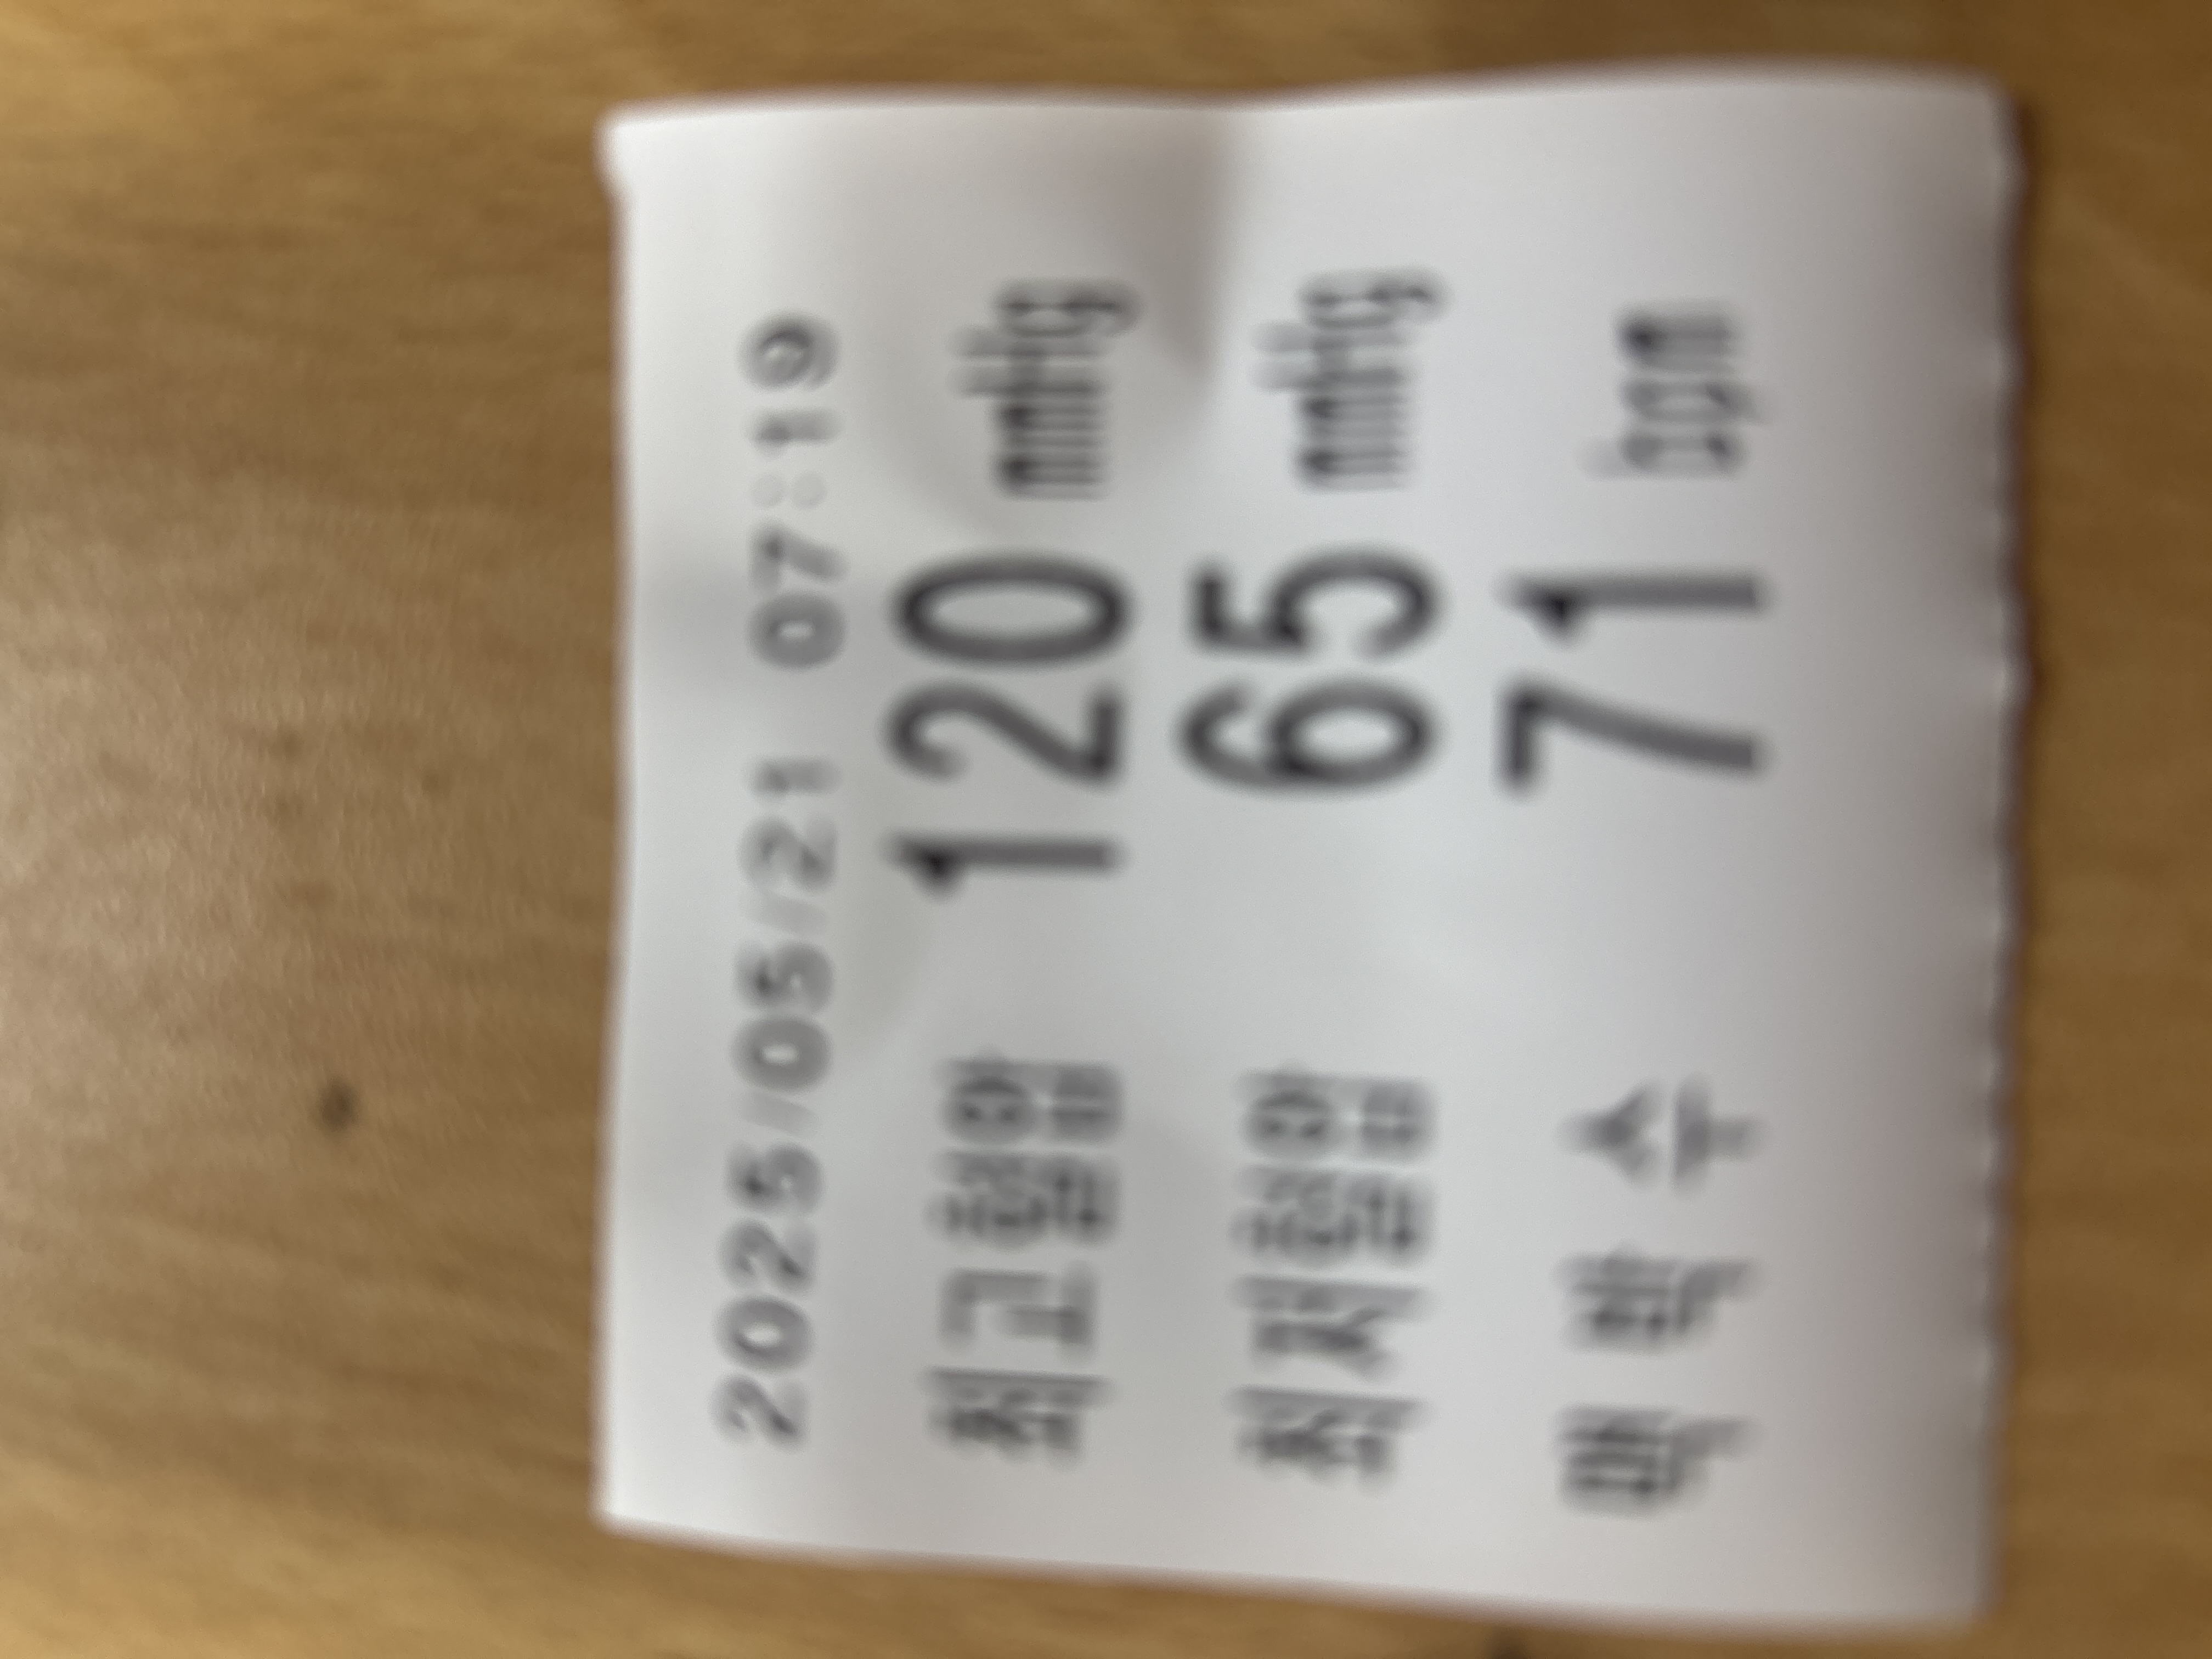 2025/05/21 07:19
최고혈압 120 mmHg
최저혈압 65 mmHg
맥 박 수 71 bpm